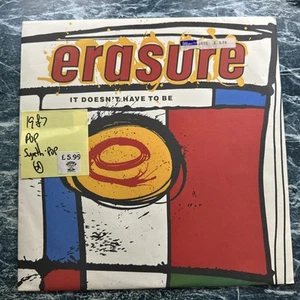 erasure
IT DOESN'T HAVE TO BE
1987
Pop
Synth-Pop
£5.99